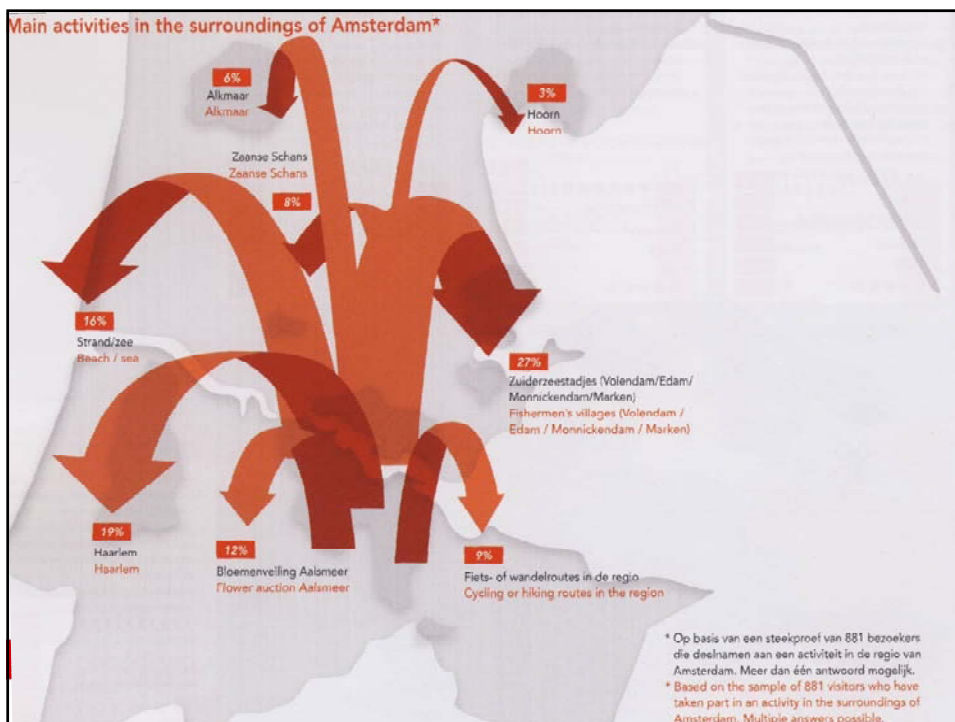 Main activities in the surroundings of Amsterdam*
6%
Alkmaar
Alkmaar
3%
Hoorn
Hoorn
Zaanse Schans
Zaanse Schans
8%
16%
Strand/zee
Beach / sea
27%
Zuiderzeestadjes (Volendam/Edam/
Monnickendam/Marken)
Fishermen's villages (Volendam /
Edam / Monnickendam / Marken)
19%
Haarlem
Haarlem
12%
Bloemenveiling Aalsmeer
Flower auction Aalsmeer
9%
Fiets- of wandelroutes in de regio
Cycling or hiking routes in the region
* Op basis van een steekproef van 881 bezoekers
die deelnamen aan een activiteit in de regio van
Amsterdam. Meer dan één antwoord mogelijk.
* Based on the sample of 881 visitors who have
taken part in an activity in the surroundings of
Amsterdam. Multiple answers possible.